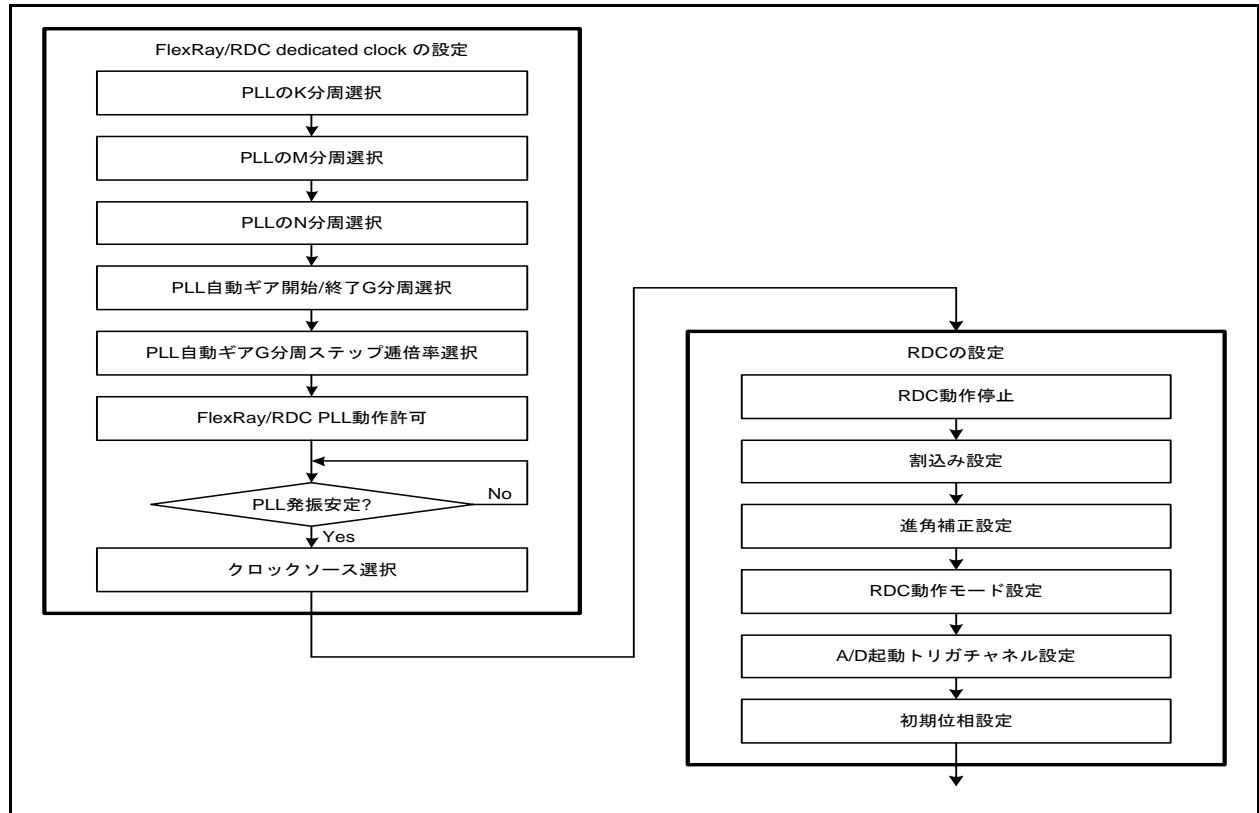 FlexRay/RDC dedicated clock の設定
PLLのK分周選択
PLLのM分周選択
PLLのN分周選択
PLL自動ギア開始/終了G分周選択
PLL自動ギアG分周ステップ逓倍率選択
FlexRay/RDC PLL動作許可
PLL発振安定?
No
Yes
クロックソース選択
RDCの設定
RDC動作停止
割込み設定
進角補正設定
RDC動作モード設定
A/D起動トリガチャネル設定
初期位相設定